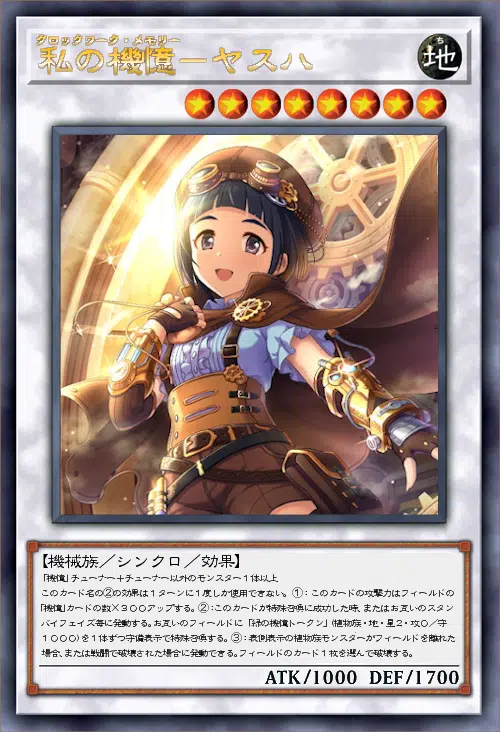 クロックワーク・メモリー
私の機憶－ヤスハ
ち
地
【機械族／シンクロ／効果】
「機憶」チューナー＋チューナー以外のモンスター１体以上
このカード名の②の効果は１ターンに１度しか使用できない。①：このカードの攻撃力はフィールドの
「機憶」カードの数×３００アップする。②：このカードが特殊召喚に成功した時、またはお互いのスタン
バイフェイズ毎に発動する。お互いのフィールドに「緑の機憶トークン」（植物族・地・星２・攻０／守
１０００）を１体ずつ守備表示で特殊召喚する。③：表側表示の植物族モンスターがフィールドを離れた
場合、または戦闘で破壊された場合に発動できる。フィールドのカード１枚を選んで破壊する。
ATK/1000 DEF/1700